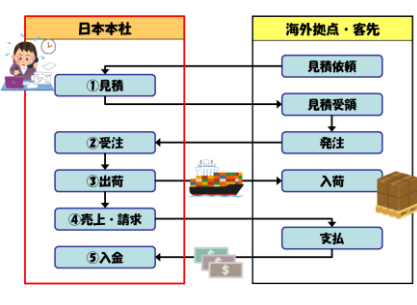 日本本社
海外拠点・客先
見積依頼
①見積
見積受領
②受注
発注
③出荷
入荷
④売上・請求
支払
⑤入金
$
$
$